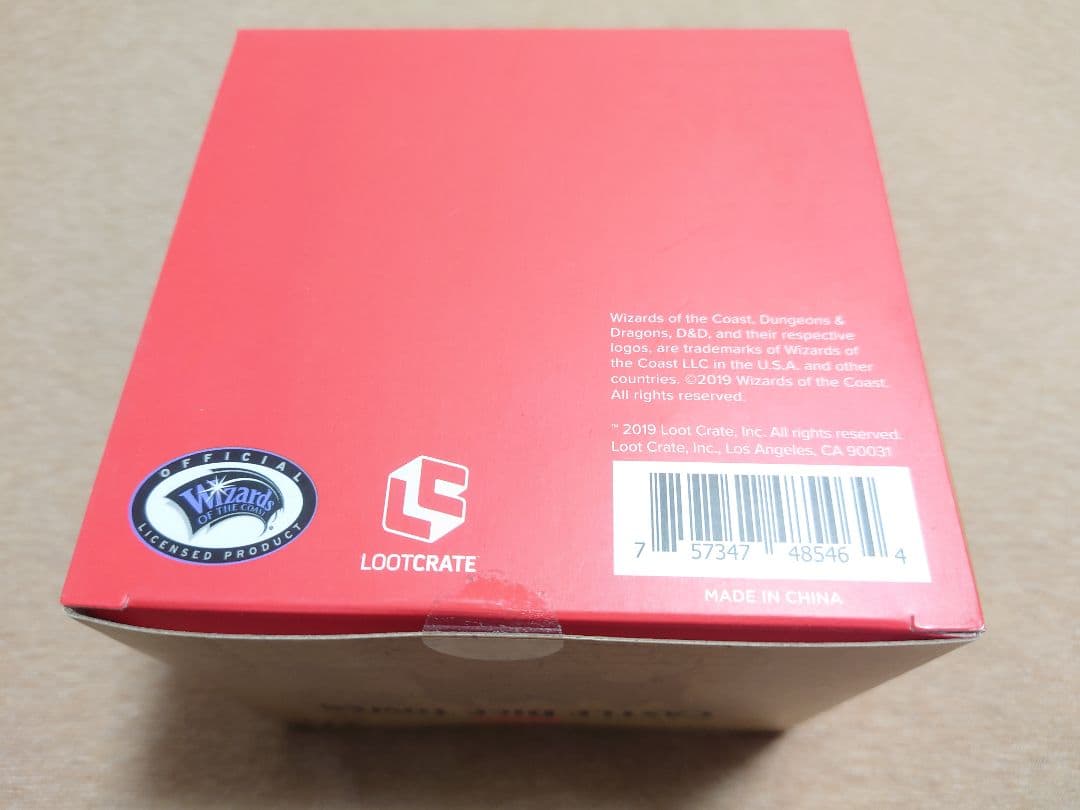 Wizards of the Coast, Dungeons &
Dragons, D&D, and their respective
logos, are trademarks of Wizards of
the Coast LLC in the U.S.A. and other
countries. ©2019 Wizards of the Coast.
All rights reserved.
™ 2019 Loot Crate, Inc. All rights reserved.
Loot Crate, Inc., Los Angeles, CA 90031
OFFICIAL
Wizards
OF THE COAST
LICENSED PRODUCT
LOOTCRATE
7 57347 48546 4
MADE IN CHINA
CASTLE DICE TOWER